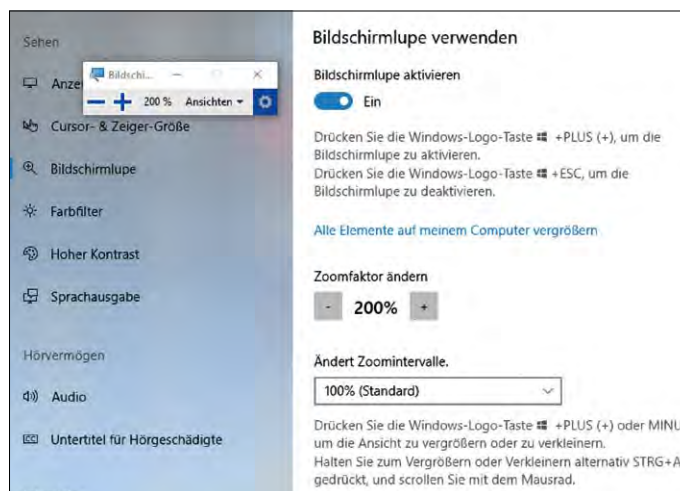 Sehen
Anze
Bildschi...
200 %
Ansichten
Cursor- & Zeiger-Größe
Bildschirmlupe
Farbfilter
Hoher Kontrast
Sprachausgabe
Hörvermögen
Audio
Untertitel für Hörgeschädigte
Bildschirmlupe verwenden
Bildschirmlupe aktivieren
Ein
Drücken Sie die Windows-Logo-Taste +PLUS (+), um die
Bildschirmlupe zu aktivieren.
Drücken Sie die Windows-Logo-Taste +ESC, um die
Bildschirmlupe zu deaktivieren.
Alle Elemente auf meinem Computer vergrößern
Zoomfaktor ändern
- 200% +
Ändert Zoomintervalle.
100% (Standard)
Drücken Sie die Windows-Logo-Taste +PLUS (+) oder MINU
um die Ansicht zu vergrößern oder zu verkleinern.
Halten Sie zum Vergrößern oder Verkleinern alternativ STRG+A
gedrückt, und scrollen Sie mit dem Mausrad.